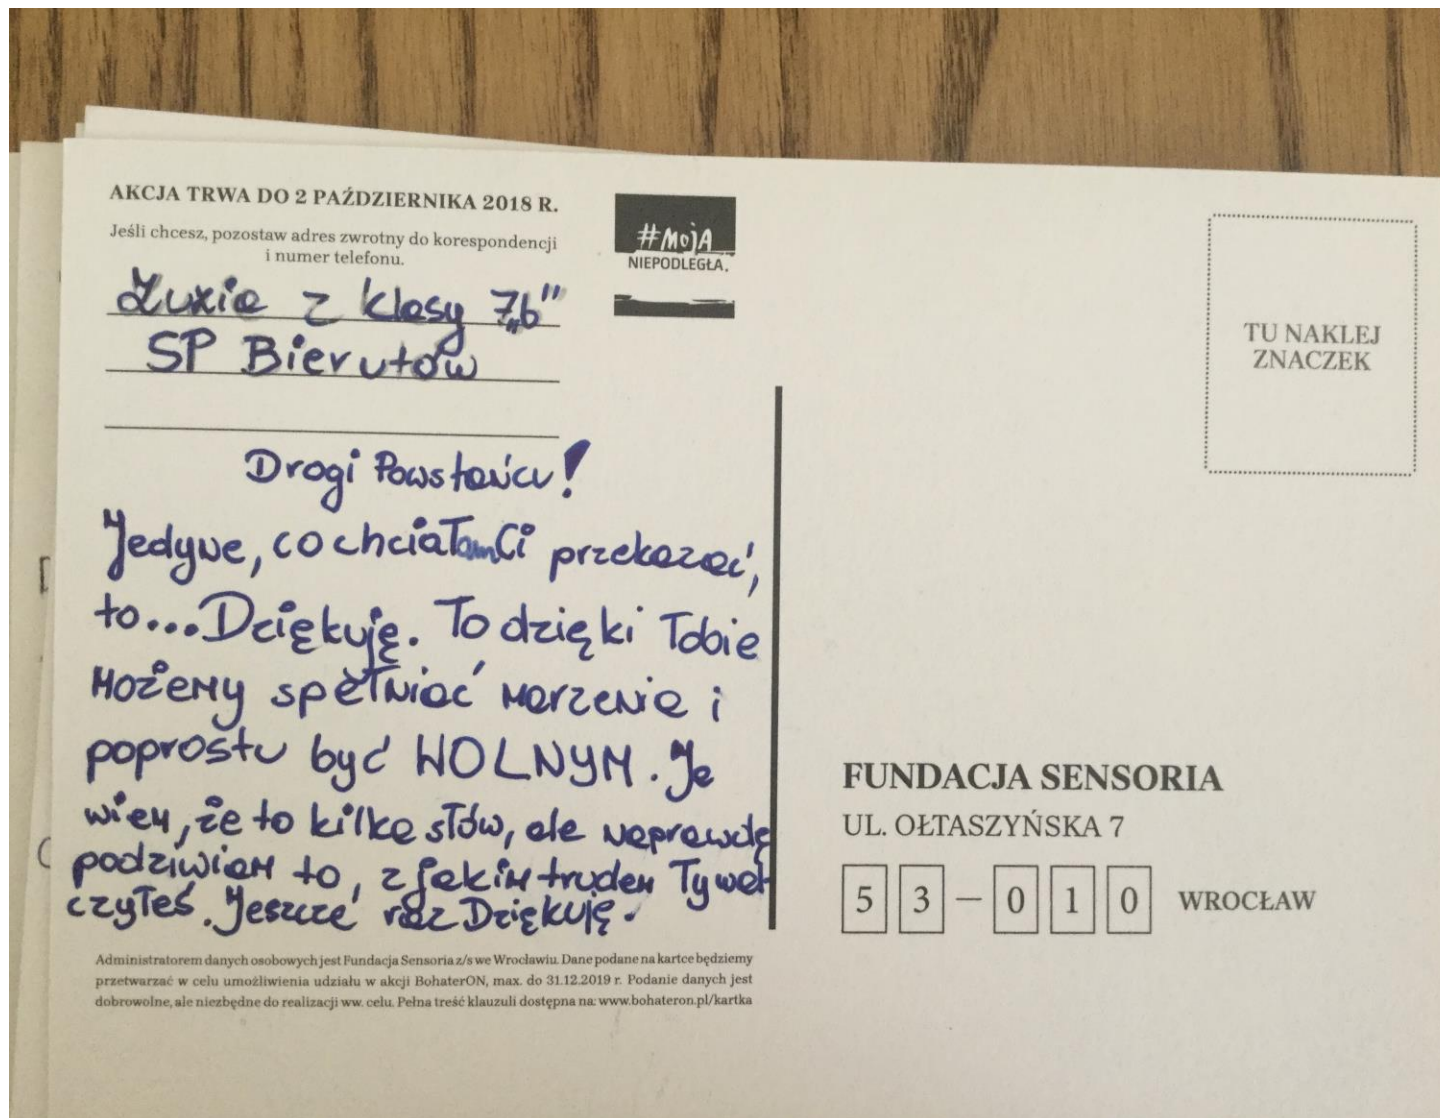 AKCJA TRWA DO 2 PAŹDZIERNIKA 2018 R.
Jeśli chcesz, pozostaw adres zwrotny do korespondencji
i numer telefonu.
Zuzia z klasy 7„b"
SP Bierutów
#MOJA
NIEPODLEGŁA.
TU NAKLEJ
ZNACZEK
Drogi Powstańcu!
Jedyne, co chciałam Ci przekazać,
to...Dziękuję. To dzięki Tobie
możemy spełniać marzenia i
poprostu być WOLNYM. Ja
wiem, że to kilka słów, ale naprawdę
podziwiam to, z jakim trudem Ty wal
czyłeś. Jeszcze raz Dziękuję.
FUNDACJA SENSORIA
UL. OŁTASZYŃSKA 7
53-010 WROCŁAW
Administratorem danych osobowych jest Fundacja Sensoria z/s we Wrocławiu. Dane podane na kartce będziemy
przetwarzać w celu umożliwienia udziału w akcji BohaterON, max. do 31.12.2019 r. Podanie danych jest
dobrowolne, ale niezbędne do realizacji ww. celu. Pełna treść klauzuli dostępna na: www.bohateron.pl/kartka